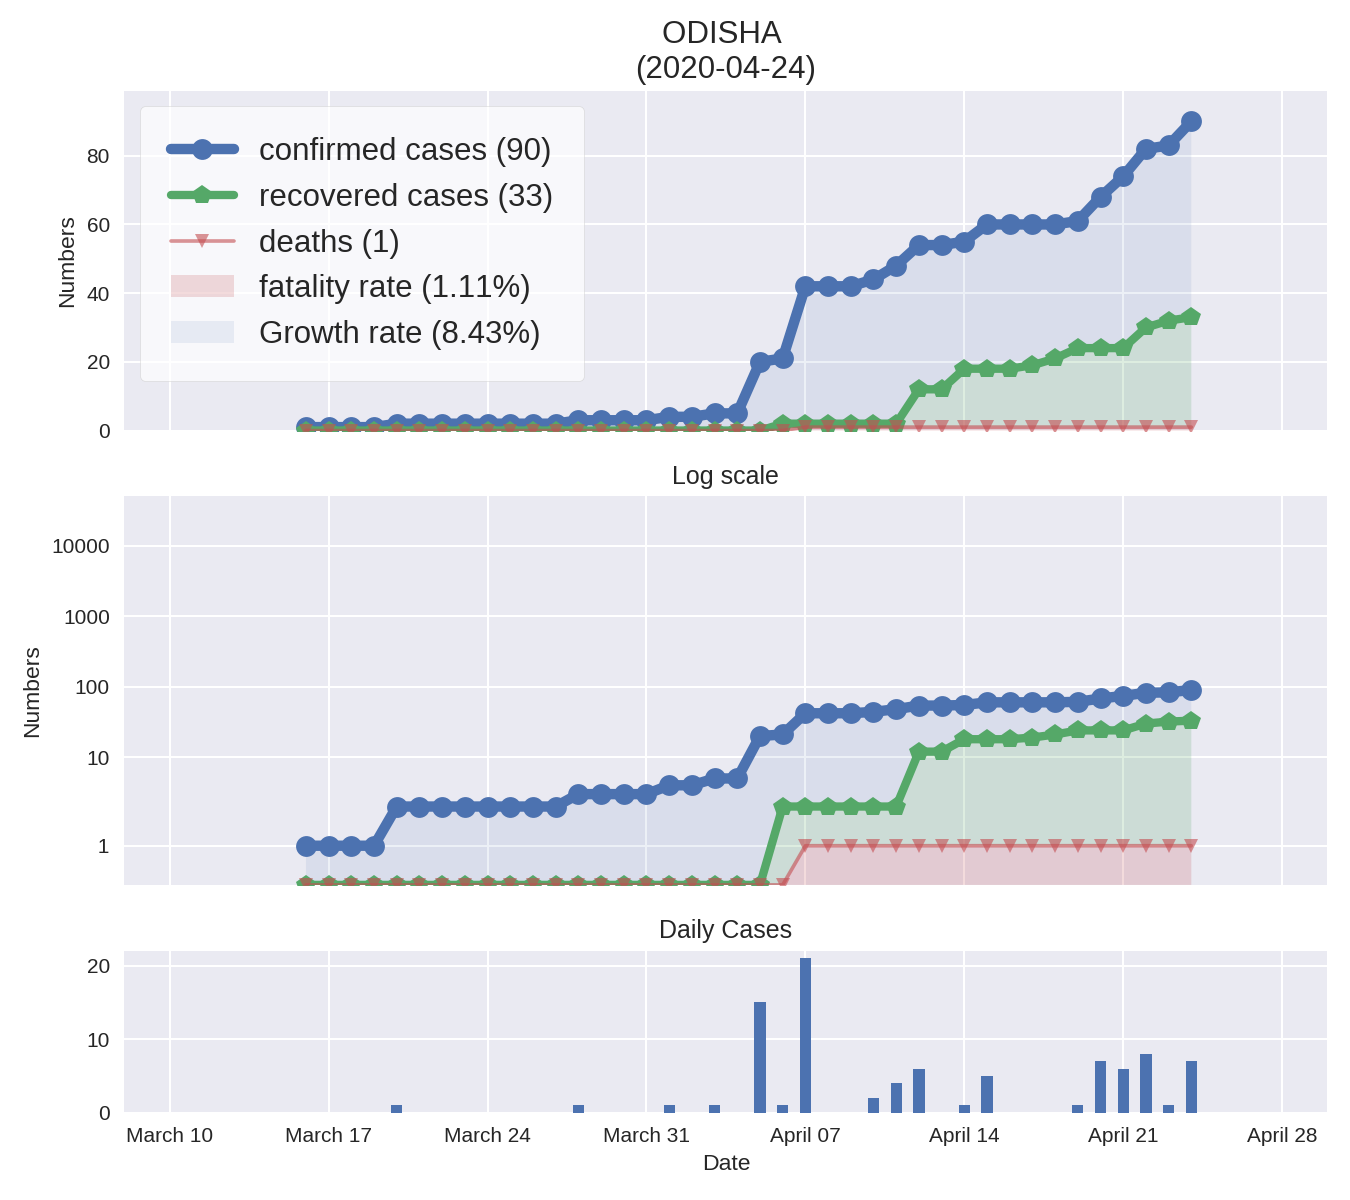 ODISHA
(2020-04-24)
confirmed cases (90)
recovered cases (33)
deaths (1)
fatality rate (1.11%)
Growth rate (8.43%)
Numbers
80
60
40
20
0
Log scale
Numbers
10000
1000
100
10
1
Daily Cases
20
10
0
March 10 March 17 March 24 March 31 April 07 April 14 April 21 April 28
Date